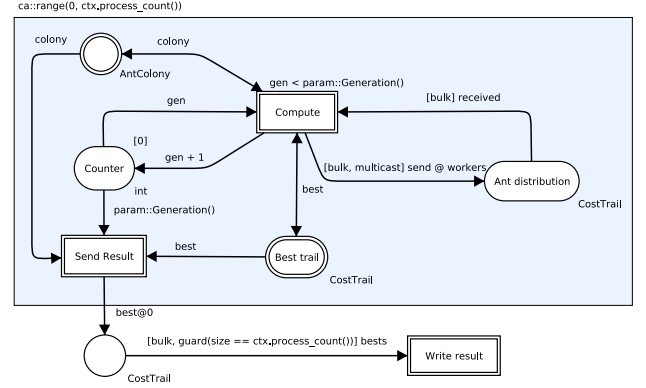 ca::range(0, ctx.process_count())
colony
colony
AntColony
gen < param::Generation()
gen
[bulk] received
Compute
[0]
Counter
gen + 1
[bulk, multicast] send @ workers
Ant distribution
int
best
CostTrail
param::Generation()
Send Result
best
Best trail
CostTrail
best@0
[bulk, guard(size == ctx.process_count())] bests
Write result
CostTrail